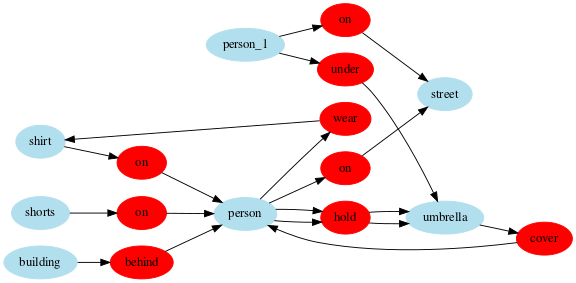 on
person_1
under
street
wear
shirt
on
on
shorts
on
person
hold
umbrella
cover
building
behind